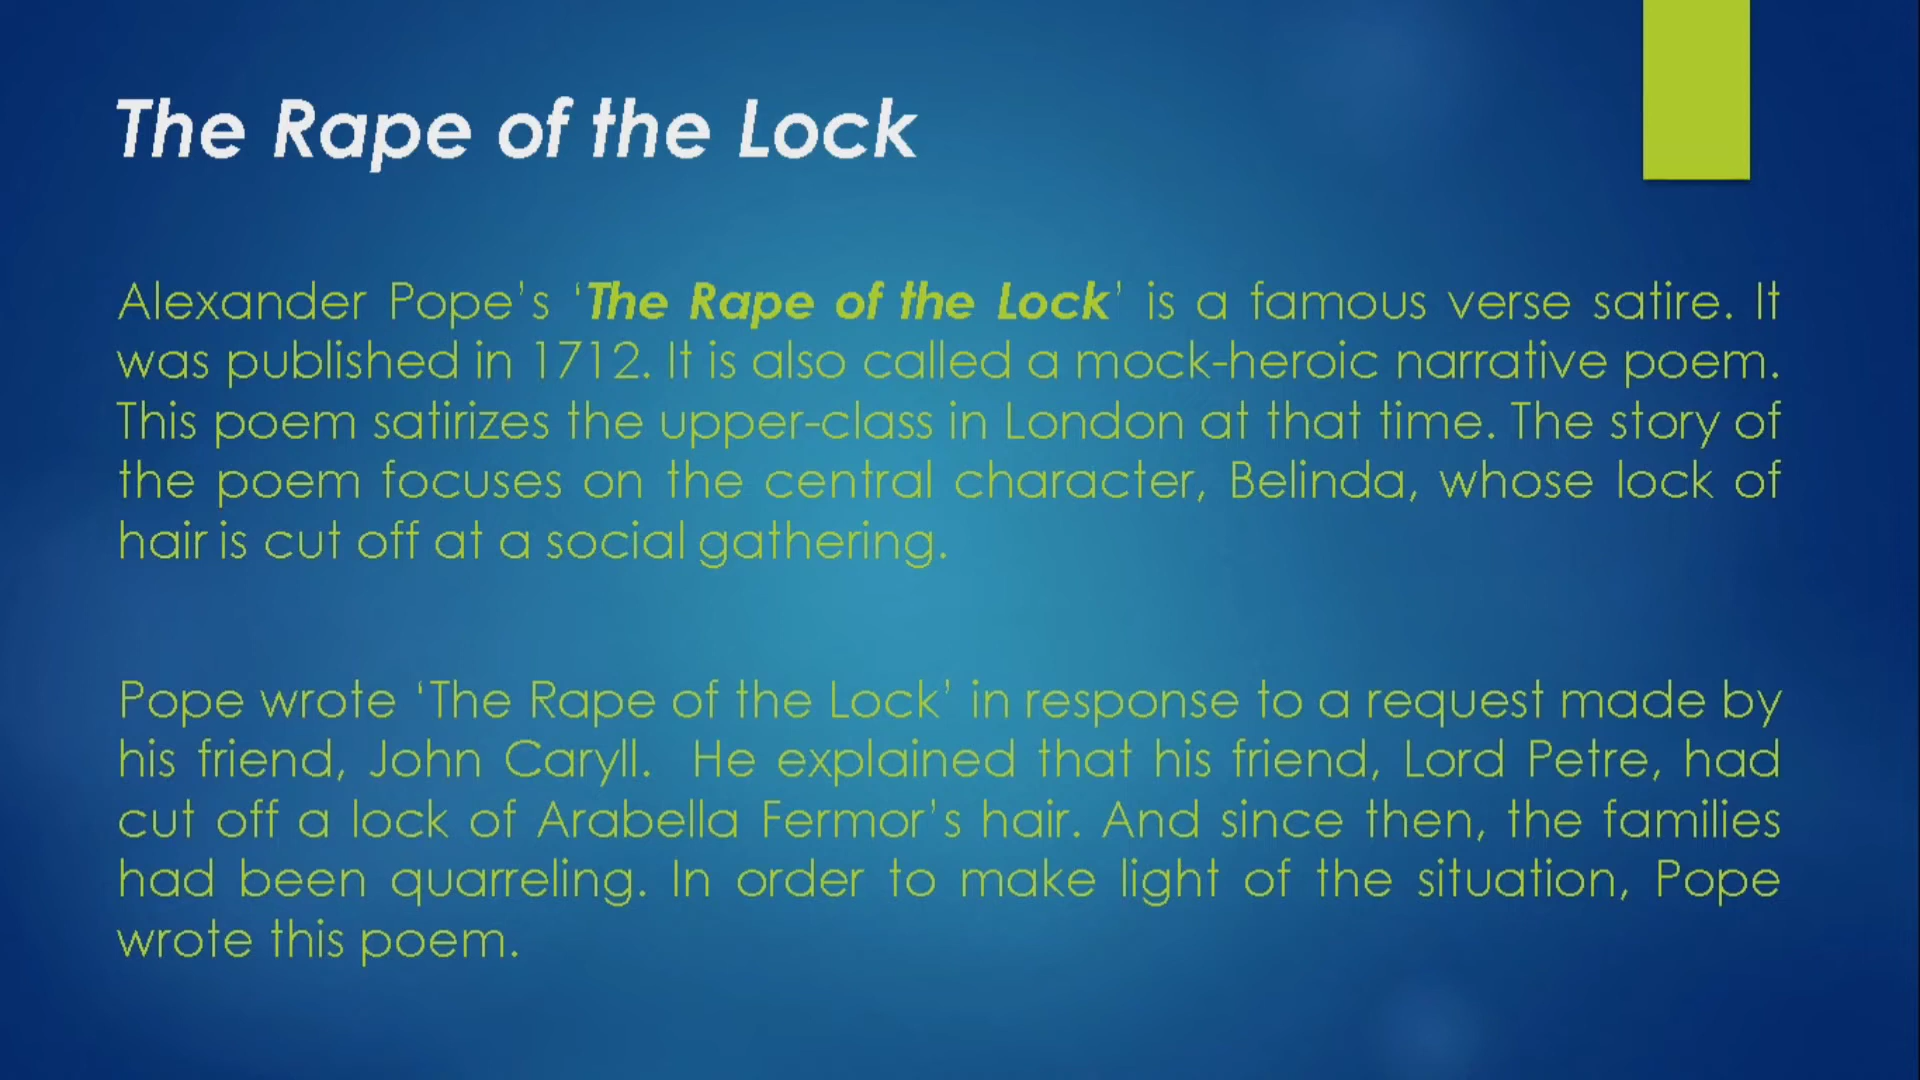 The Rape of the Lock
Alexander Pope's 'The Rape of the Lock' is a famous verse satire. It
was published in 1712. It is also called a mock-heroic narrative poem.
This poem satirizes the upper-class in London at that time. The story of
the poem focuses on the central character, Belinda, whose lock of
hair is cut off at a social gathering.
Pope wrote 'The Rape of the Lock' in response to a request made by
his friend, John Caryll.  He explained that his friend, Lord Petre, had
cut off a lock of Arabella Fermor's hair. And since then, the families
had been quarreling. In order to make light of the situation, Pope
wrote this poem.